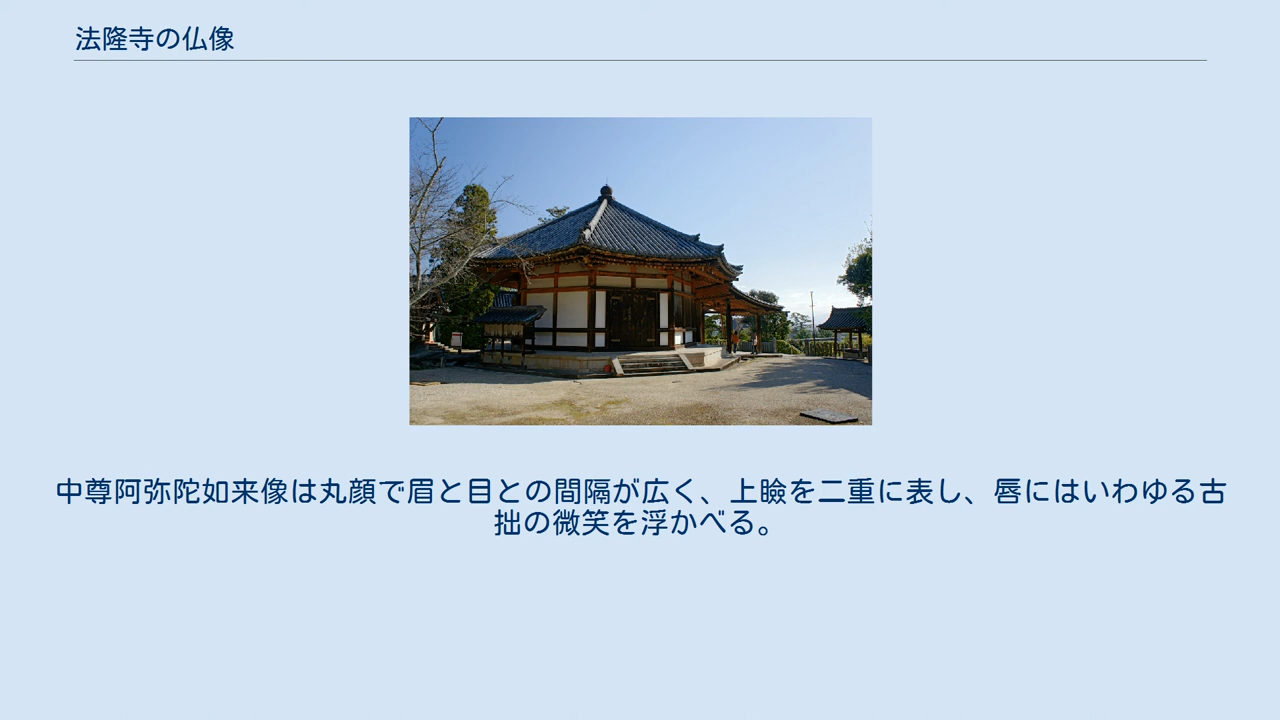 法隆寺の仏像
中尊阿弥陀如来像は丸顔で眉と目との間隔が広く、上瞼を二重に表し、唇にはいわゆる古
拙の微笑を浮かべる。